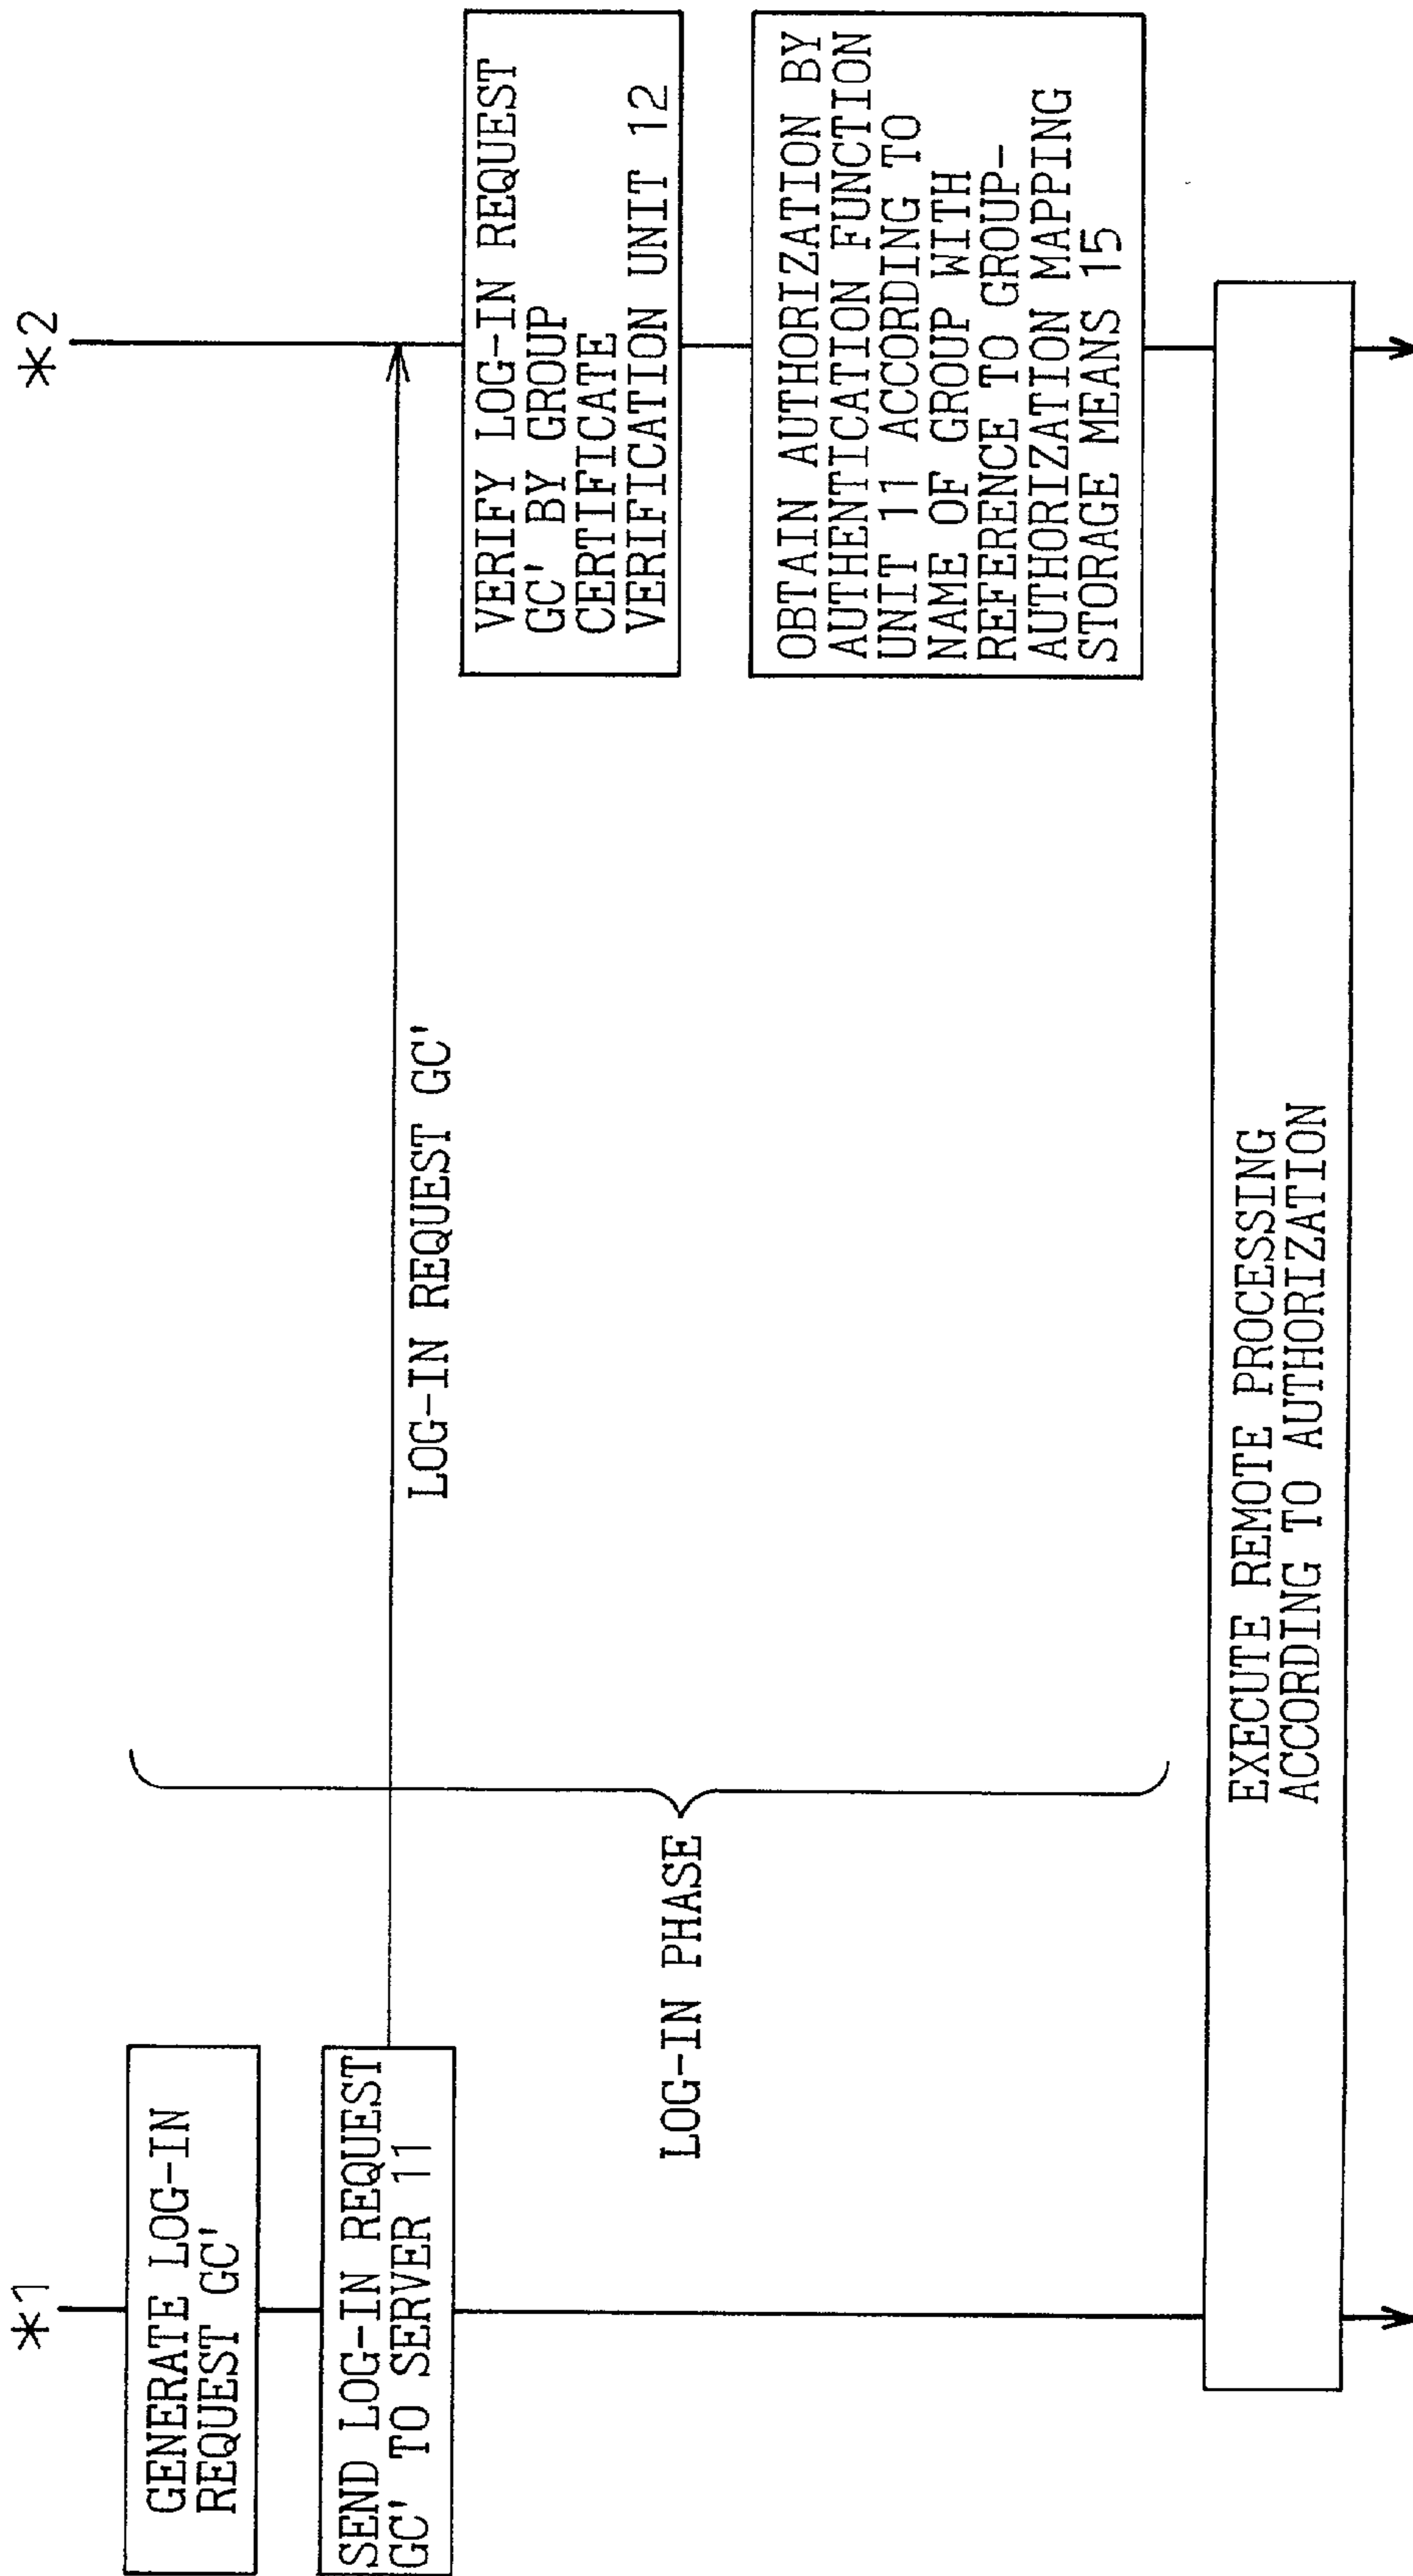 *1
GENERATE LOG-IN
REQUEST GC'
SEND LOG-IN REQUEST
GC' TO SERVER 11
LOG-IN PHASE
LOG-IN REQUEST GC'
*2
VERIFY LOG-IN REQUEST
GC' BY GROUP
CERTIFICATE
VERIFICATION UNIT 12
OBTAIN AUTHORIZATION BY
AUTHENTICATION FUNCTION
UNIT 11 ACCORDING TO
NAME OF GROUP WITH
REFERENCE TO GROUP-
AUTHORIZATION MAPPING
STORAGE MEANS 15
EXECUTE REMOTE PROCESSING
ACCORDING TO AUTHORIZATION